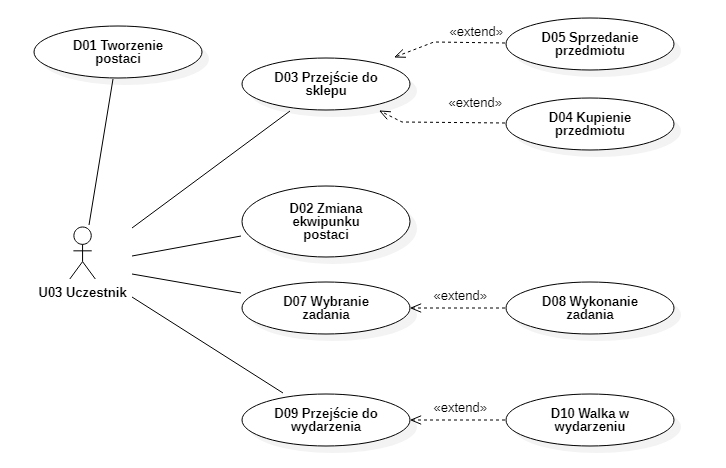 D01 Tworzenie
postaci
D03 Przejście do
sklepu
«extend»
D05 Sprzedanie
przedmiotu
«extend»
D04 Kupienie
przedmiotu
D02 Zmiana
ekwipunku
postaci
U03 Uczestnik
D07 Wybranie
zadania
«extend»
D08 Wykonanie
zadania
D09 Przejście do
wydarzenia
«extend»
D10 Walka w
wydarzeniu